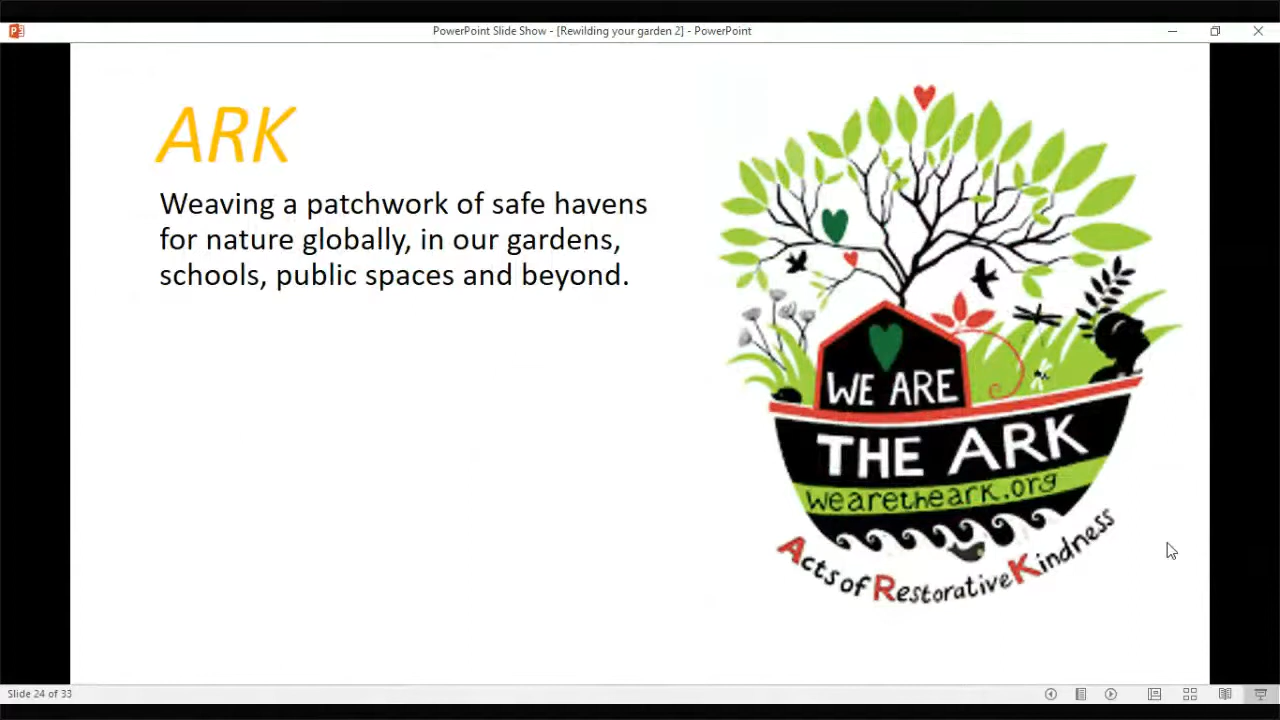 PowerPoint Slide Show - [Rewilding your garden 2] - PowerPoint
ARK
Weaving a patchwork of safe havens
for nature globally, in our gardens,
schools, public spaces and beyond.
WE ARE
THE ARK
wearetheark.org
Acts of Restorative Kindness
Slide 24 of 33